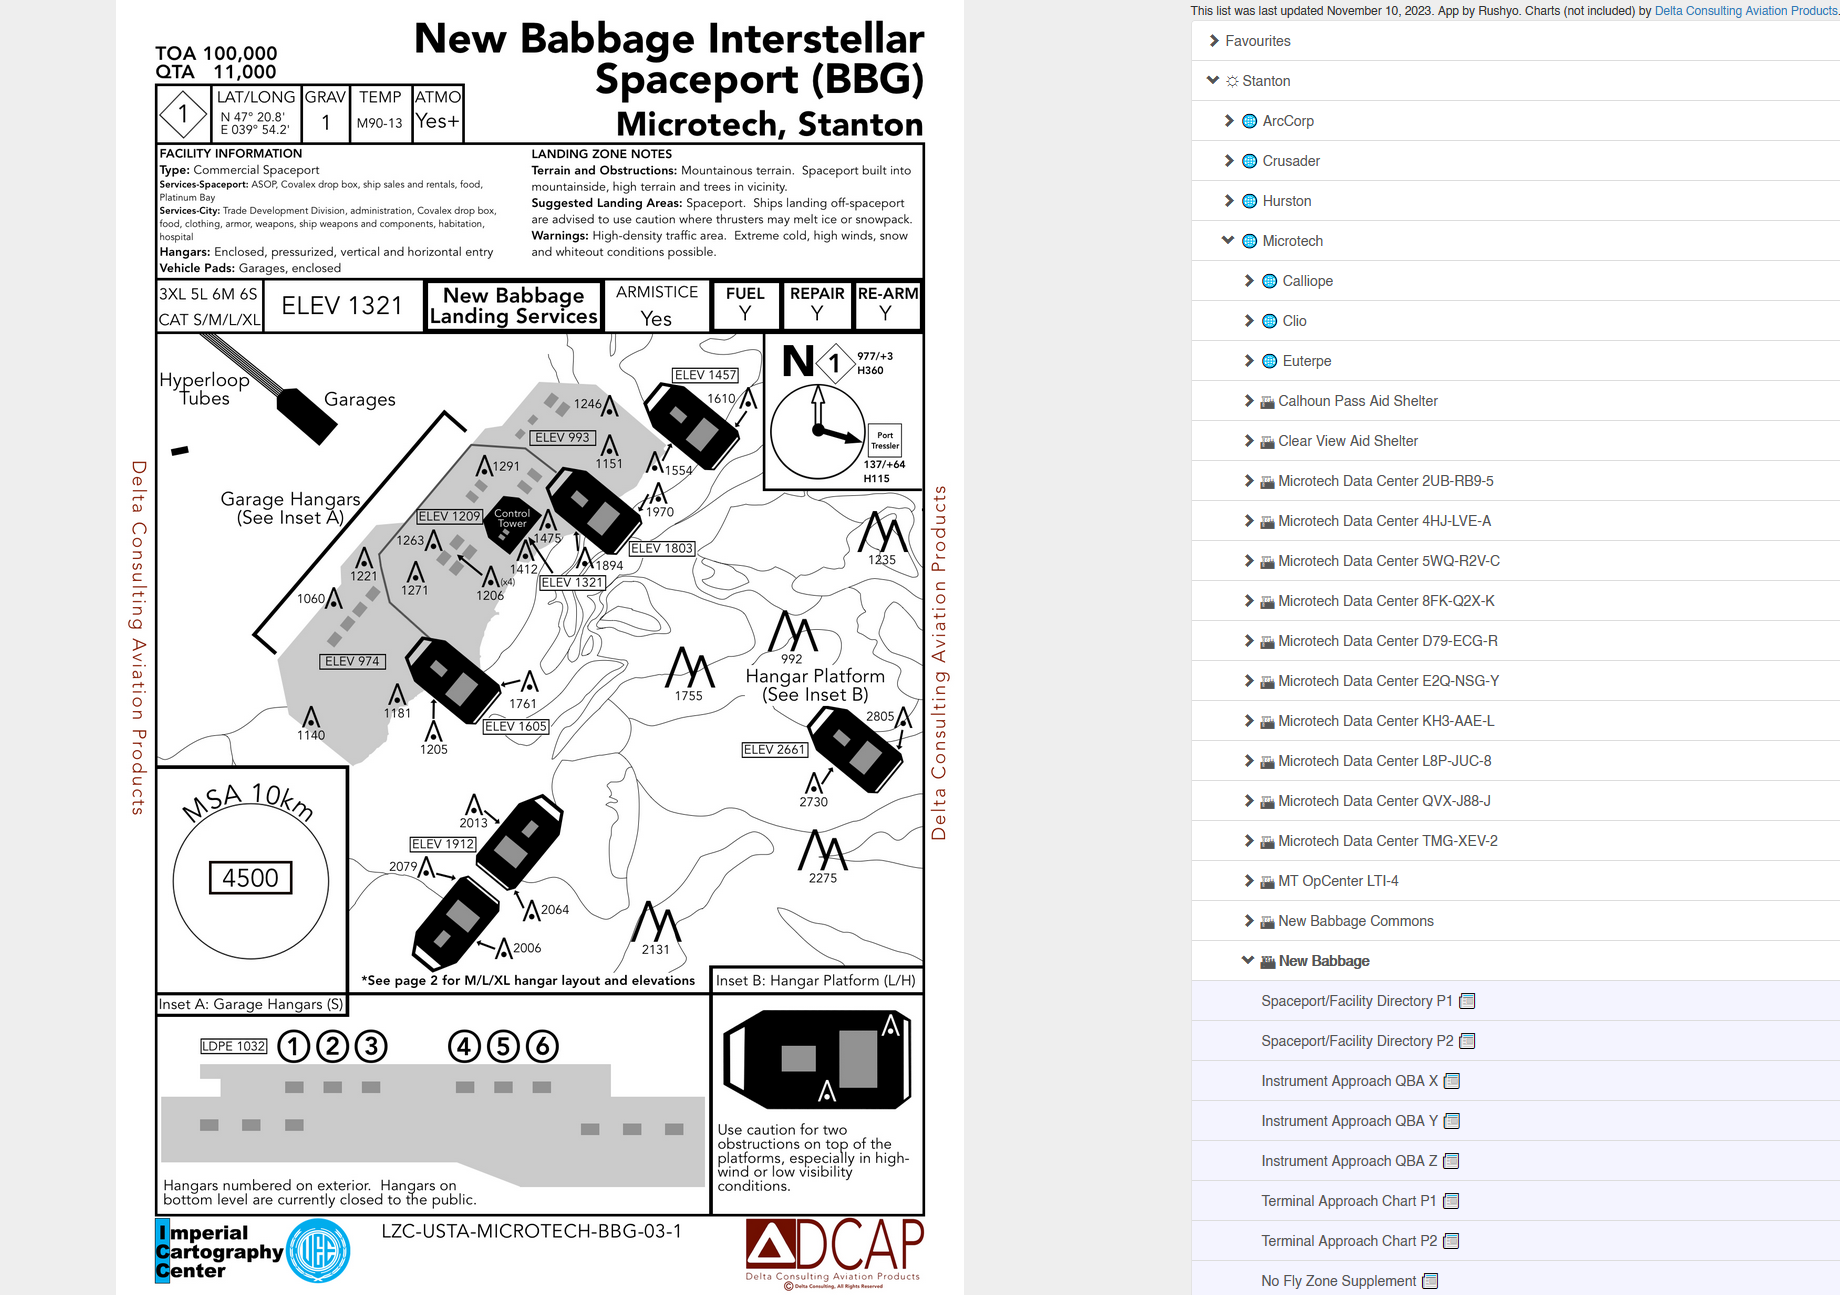 New Babbage Interstellar
Spaceport (BBG)
Microtech, Stanton
TOA 100,000
QTA 11,000
1
LAT/LONG
N 47° 20.8'
E 039° 54.2'
GRAV
1
TEMP
M90-13
ATMO
Yes+
FACILITY INFORMATION
Type: Commercial Spaceport
Services-Spaceport: ASOP, Covalex drop box, ship sales and rentals, food,
Platinum Bay
Services-City: Trade Development Division, administration, Covalex drop box,
food, clothing, armor, weapons, ship weapons and components, habitation,
hospital
Hangars: Enclosed, pressurized, vertical and horizontal entry
Vehicle Pads: Garages, enclosed
LANDING ZONE NOTES
Terrain and Obstructions: Mountainous terrain. Spaceport built into
mountainside, high terrain and trees in vicinity.
Suggested Landing Areas: Spaceport. Ships landing off-spaceport
are advised to use caution where thrusters may melt ice or snowpack.
Warnings: High-density traffic area. Extreme cold, high winds, snow
and whiteout conditions possible.
3XL 5L 6M 6S
CAT S/M/L/XL
ELEV 1321
New Babbage
Landing Services
ARMISTICE
Yes
FUEL
Y
REPAIR
Y
RE-ARM
Y
Hyperloop
Tubes
Garages
Garage Hangars
(See Inset A)
ELEV 1457
1610
1246
ELEV 993
1151
1554
1291
1970
ELEV 1209
Control
Tower
1475
1263
ELEV 1803
1412
1894
1221
1271
1206
(x4)
ELEV 1321
1060
ELEV 974
1181
1761
ELEV 1605
1140
1205
N
1
977/+3
H360
Port
Tressler
137/+64
H115
1235
992
1755
Hangar Platform
(See Inset B)
2805
ELEV 2661
2730
2013
ELEV 1912
2079
2064
2006
2275
2131
MSA 10km
4500
*See page 2 for M/L/XL hangar layout and elevations
Inset A: Garage Hangars (S)
LDPE 1032
1 2 3 4 5 6
Hangars numbered on exterior. Hangars on
bottom level are currently closed to the public.
Inset B: Hangar Platform (L/H)
Use caution for two
obstructions on top of the
platforms, especially in high-
wind or low visibility
conditions.
Delta Consulting Aviation Products
Delta Consulting Aviation Products
Imperial
Cartography
Center
UEE
LZC-USTA-MICROTECH-BBG-03-1
DCAP
Delta Consulting Aviation Products
© Delta Consulting, All Rights Reserved
This list was last updated November 10, 2023. App by Rushyo. Charts (not included) by Delta Consulting Aviation Products.
Favourites
Stanton
ArcCorp
Crusader
Hurston
Microtech
Calliope
Clio
Euterpe
Calhoun Pass Aid Shelter
Clear View Aid Shelter
Microtech Data Center 2UB-RB9-5
Microtech Data Center 4HJ-LVE-A
Microtech Data Center 5WQ-R2V-C
Microtech Data Center 8FK-Q2X-K
Microtech Data Center D79-ECG-R
Microtech Data Center E2Q-NSG-Y
Microtech Data Center KH3-AAE-L
Microtech Data Center L8P-JUC-8
Microtech Data Center QVX-J88-J
Microtech Data Center TMG-XEV-2
MT OpCenter LTI-4
New Babbage Commons
New Babbage
Spaceport/Facility Directory P1
Spaceport/Facility Directory P2
Instrument Approach QBA X
Instrument Approach QBA Y
Instrument Approach QBA Z
Terminal Approach Chart P1
Terminal Approach Chart P2
No Fly Zone Supplement